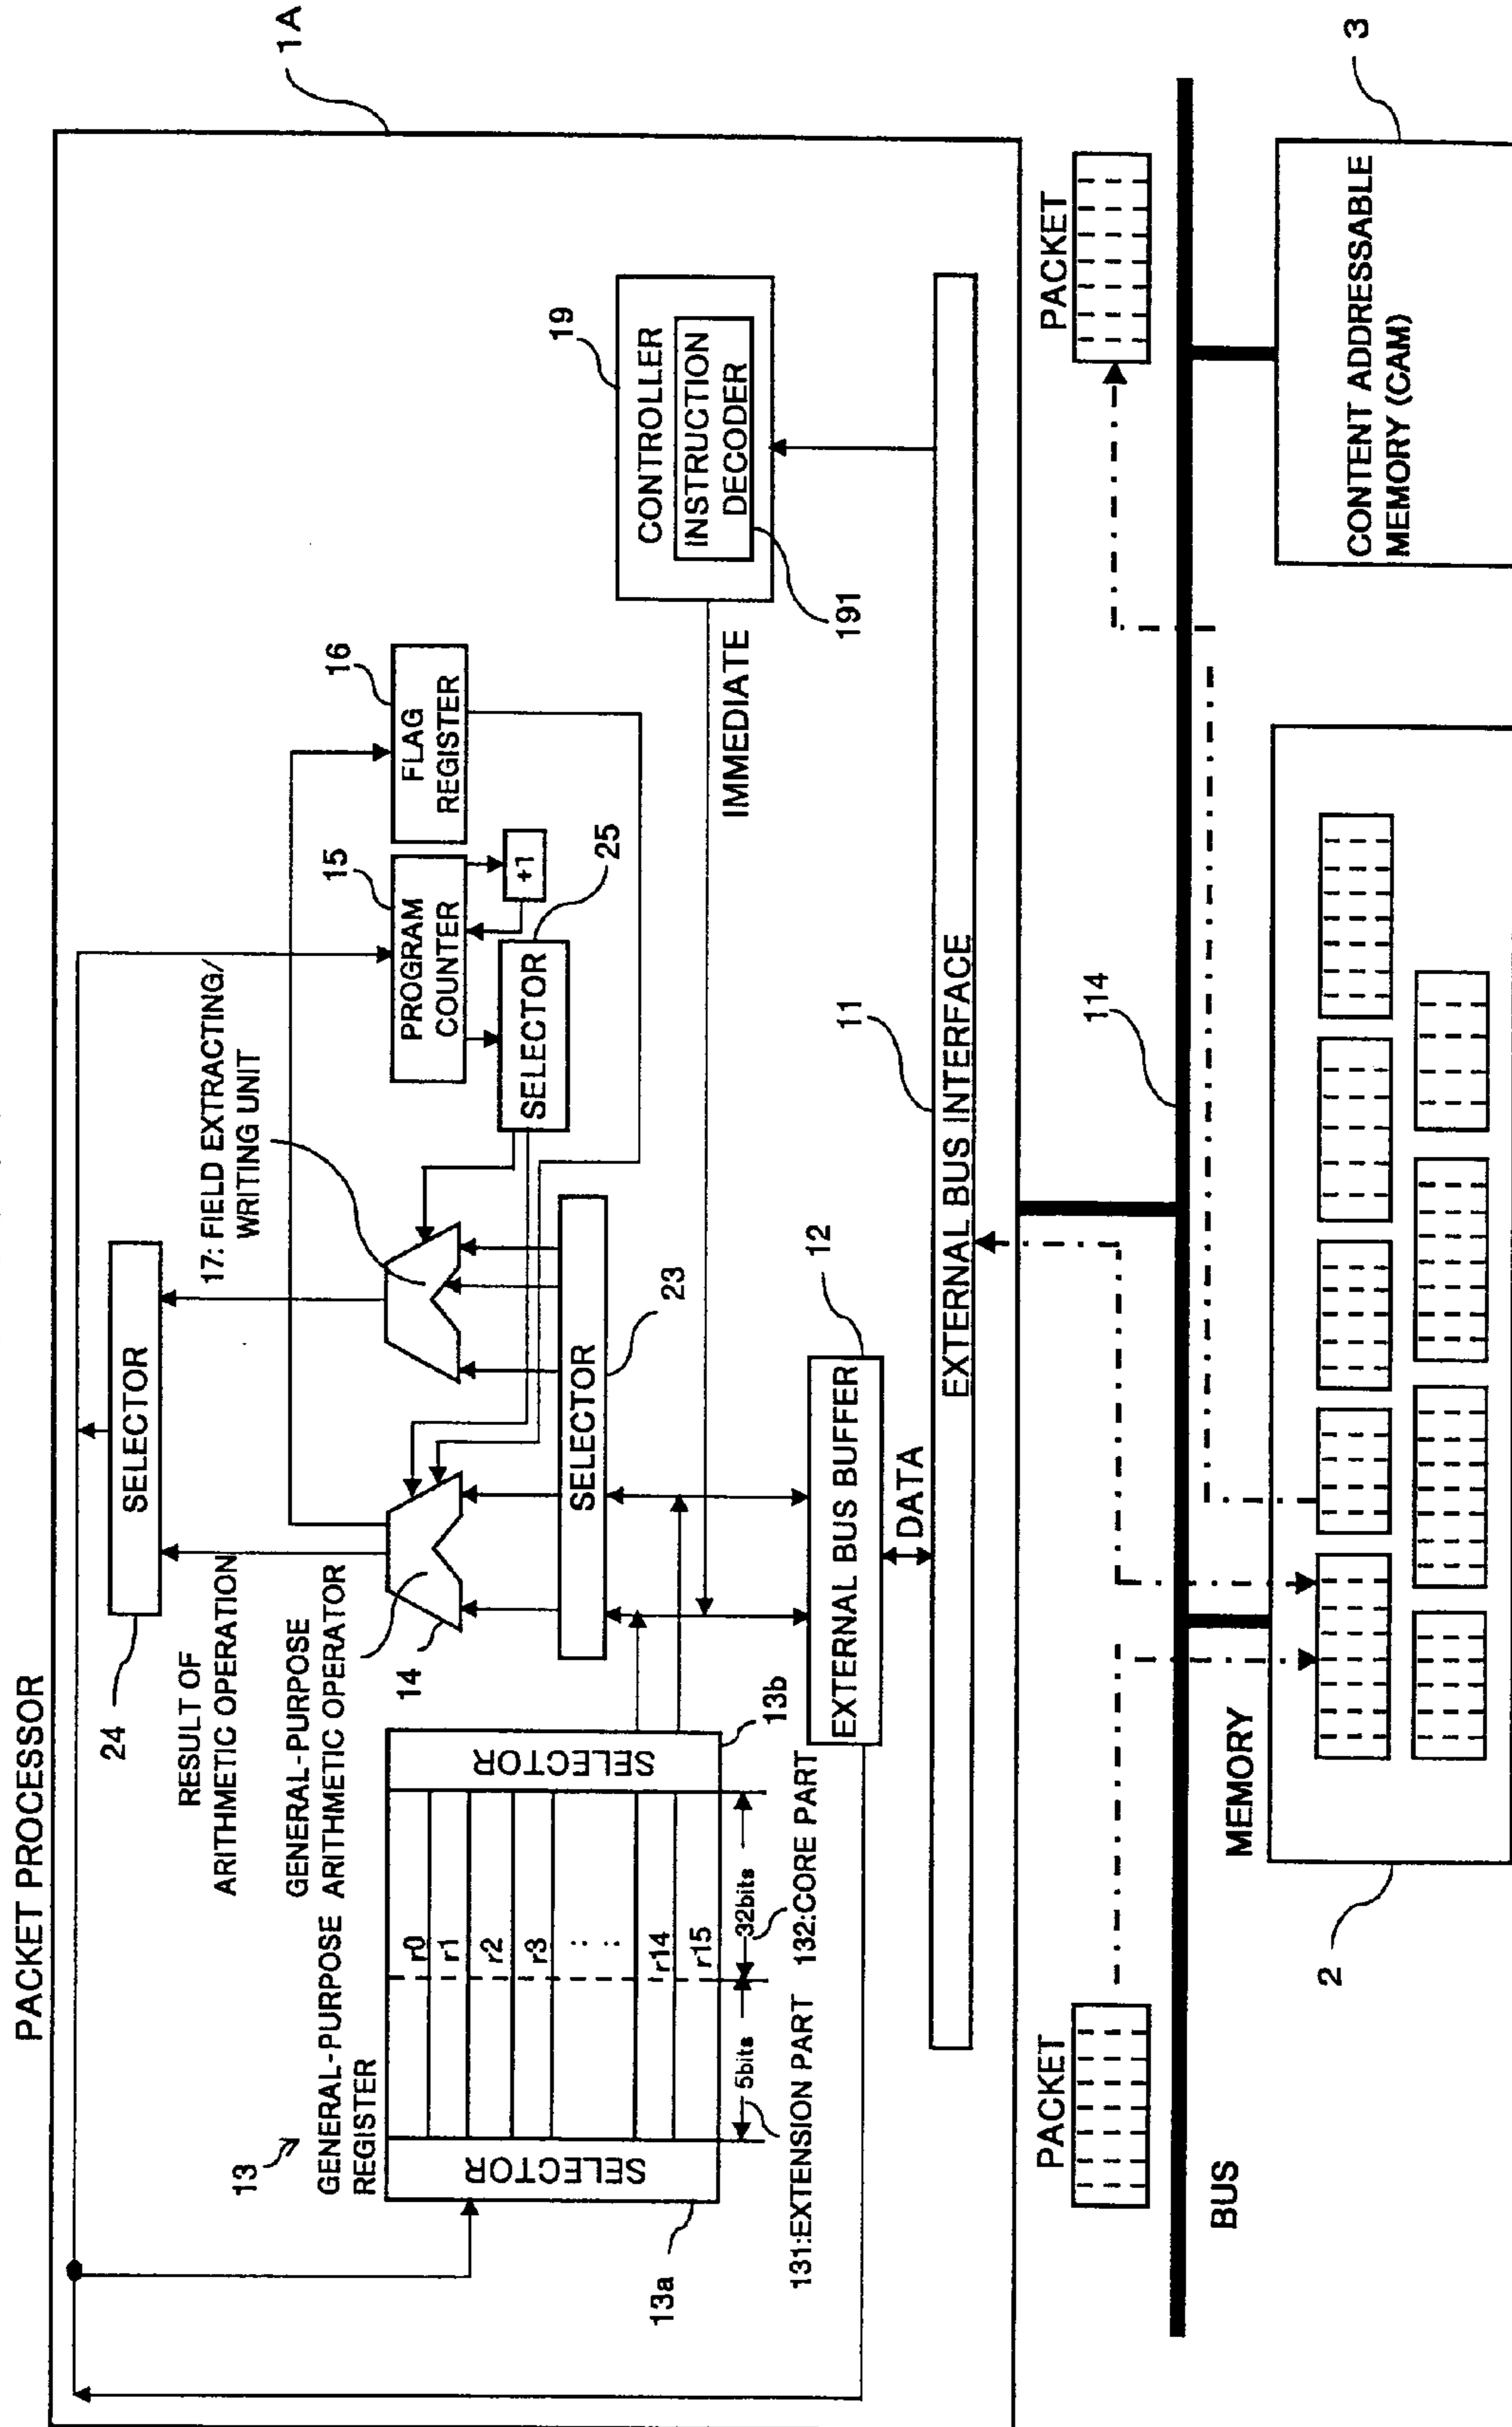 PACKET PROCESSOR
1A
24
SELECTOR
RESULT OF
ARITHMETIC OPERATION
17: FIELD EXTRACTING/
WRITING UNIT
13
GENERAL-PURPOSE
REGISTER
GENERAL-PURPOSE
ARITHMETIC OPERATOR
14
15
PROGRAM
COUNTER
16
FLAG
REGISTER
+1
SELECTOR
25
SELECTOR
r0
r1
r2
r3
: :
r14
r15
SELECTOR
13a
13b
5bits
32bits
131:EXTENSION PART
132:CORE PART
SELECTOR
23
19
CONTROLLER
INSTRUCTION
DECODER
191
IMMEDIATE
12
EXTERNAL BUS BUFFER
DATA
11
EXTERNAL BUS INTERFACE
PACKET
PACKET
BUS
114
MEMORY
2
3
CONTENT ADDRESSABLE
MEMORY (CAM)